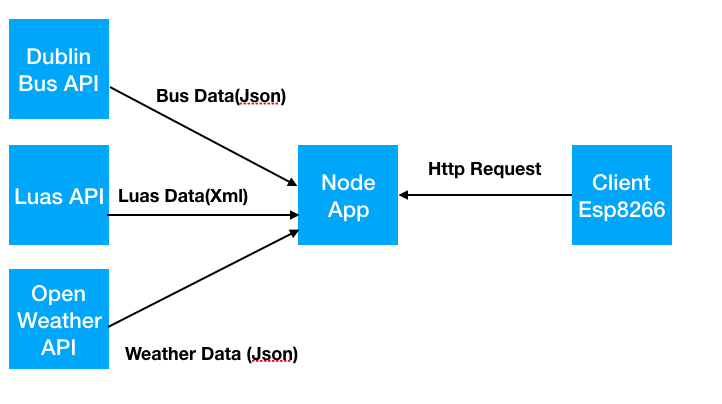 Dublin
Bus API
Bus Data(Json)
Luas API
Luas Data(Xml)
Node
App
Http Request
Client
Esp8266
Open
Weather
API
Weather Data (Json)